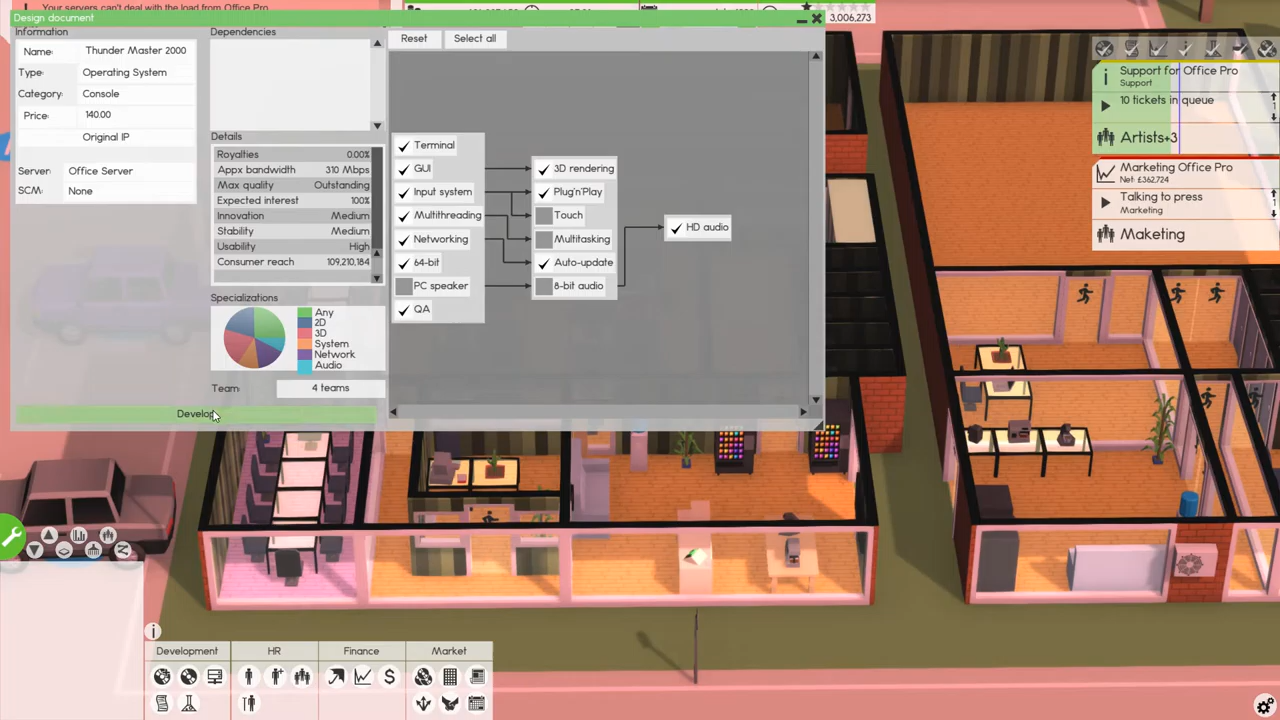 Your servers can't deal with the load from Office Pro
Design document
3,006,273
Information
Name: Thunder Master 2000
Type: Operating System
Category: Console
Price: 140.00
Original IP
Server: Office Server
SCM: None
Dependencies
Details
Royalties 0.00%
Appx bandwidth 310 Mbps
Max quality Outstanding
Expected interest 100%
Innovation Medium
Stability Medium
Usability High
Consumer reach 109,210,184
Specializations
Any
2D
3D
System
Network
Audio
Team: 4 teams
Develop
Reset Select all
Terminal
GUI 3D rendering
Input system Plug'n'Play
Multithreading Touch
HD audio
Networking Multitasking
64-bit Auto-update
PC speaker 8-bit audio
QA
Support for Office Pro
Support
10 tickets in queue
1
Artists+3
Marketing Office Pro
Net: £362,724
Talking to press
Marketing
1
Maketing
Development HR Finance Market